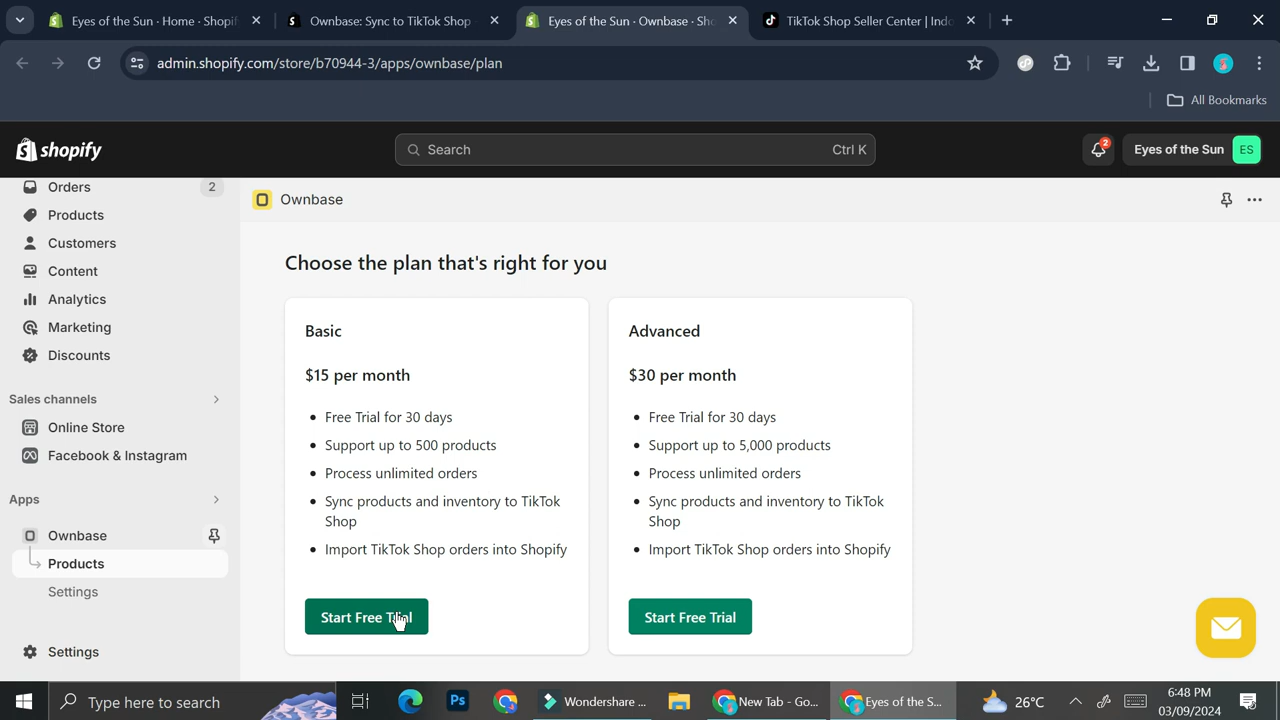 Eyes of the Sun · Home · Shopif
Ownbase: Sync to TikTok Shop -
Eyes of the Sun · Ownbase · Sho
TikTok Shop Seller Center | Indo
admin.shopify.com/store/b70944-3/apps/ownbase/plan
All Bookmarks
shopify
Search
Ctrl K
2
Eyes of the Sun
ES
Orders
2
Products
Customers
Content
Analytics
Marketing
Discounts
Sales channels
Online Store
Facebook & Instagram
Apps
Ownbase
Products
Settings
Settings
Ownbase
Choose the plan that's right for you
Basic
$15 per month
Free Trial for 30 days
Support up to 500 products
Process unlimited orders
Sync products and inventory to TikTok
Shop
Import TikTok Shop orders into Shopify
Start Free Trial
Advanced
$30 per month
Free Trial for 30 days
Support up to 5,000 products
Process unlimited orders
Sync products and inventory to TikTok
Shop
Import TikTok Shop orders into Shopify
Start Free Trial
Type here to search
Ps
Wondershare ...
New Tab - Go...
Eyes of the S...
26°C
6:48 PM
03/09/2024